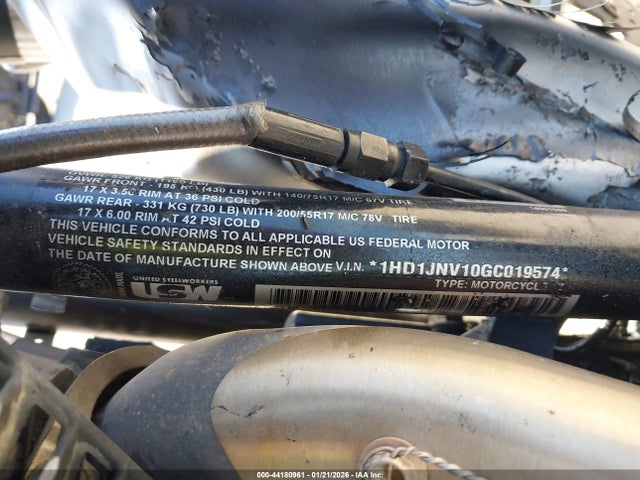 GAWR FRONT - 195 KG (430 LB) WITH 140/75R17 M/C 67V TIRE
17 X 3.50 RIM AT 36 PSI COLD
GAWR REAR - 331 KG (730 LB) WITH 200/55R17 M/C 78V TIRE
17 X 6.00 RIM AT 42 PSI COLD
THIS VEHICLE CONFORMS TO ALL APPLICABLE US FEDERAL MOTOR
VEHICLE SAFETY STANDARDS IN EFFECT ON
THE DATE OF MANUFACTURE SHOWN ABOVE V.I.N. *1HD1JNV10GC019574*
TYPE: MOTORCYCLE
UNITED STEELWORKERS
USW
MADE
000-44180961 - 01/21/2026 - © IAA Inc.